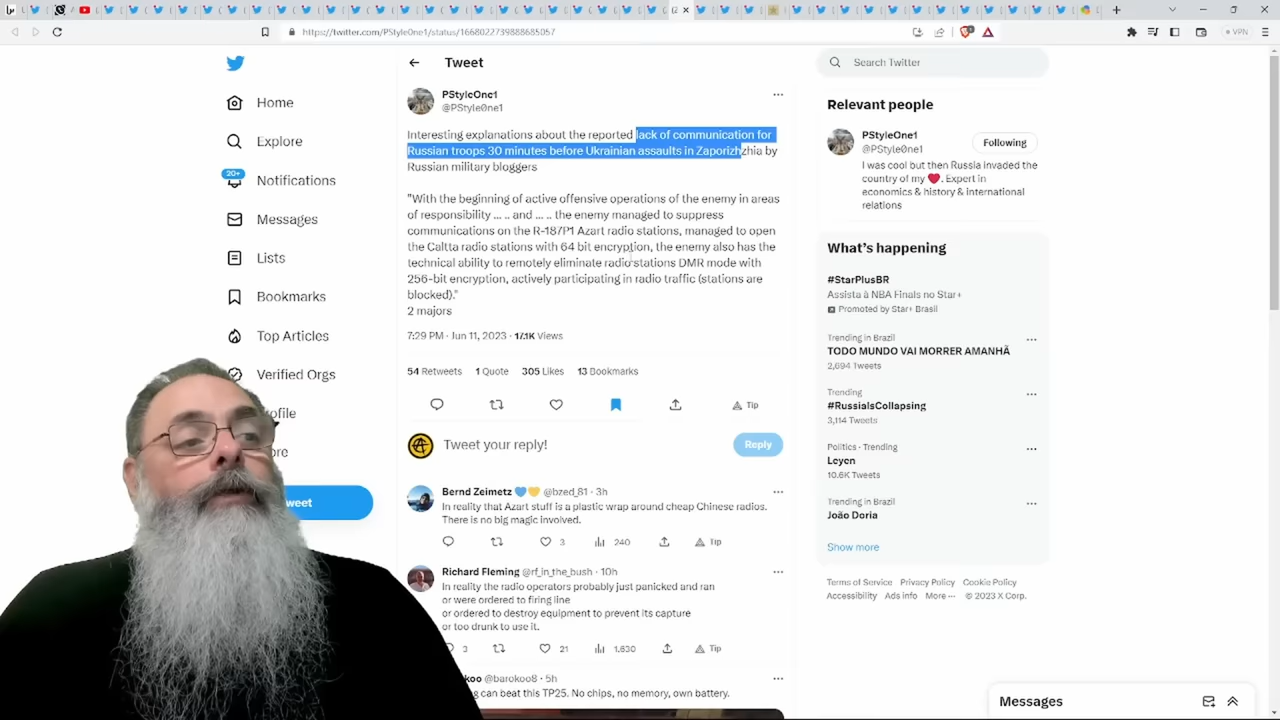 https://twitter.com/PStyle0ne1/status/1668022739888685057
VPN
Home
Explore
20+
Notifications
Messages
Lists
Bookmarks
Top Articles
Verified Orgs
Tweet
PStyleOne1
@PStyle0ne1
Interesting explanations about the reported lack of communication for
Russian troops 30 minutes before Ukrainian assaults in Zaporizhzhia by
Russian military bloggers
"With the beginning of active offensive operations of the enemy in areas
of responsibility ... .. and ... .. the enemy managed to suppress
communications on the R-187P1 Azart radio stations, managed to open
the Caltta radio stations with 64 bit encryption, the enemy also has the
technical ability to remotely eliminate radio stations DMR mode with
256-bit encryption, actively participating in radio traffic (stations are
blocked)."
2 majors
7:29 PM · Jun 11, 2023 · 17.1K Views
54 Retweets 1 Quote 305 Likes 13 Bookmarks
Tip
Tweet your reply!
Reply
Bernd Zeimetz 💙💛 @bzed_81 · 3h
In reality that Azart stuff is a plastic wrap around cheap Chinese radios.
There is no big magic involved.
3 240 Tip
Richard Fleming @rf_in_the_bush · 10h
In reality the radio operators probably just panicked and ran
or were ordered to firing line
or ordered to destroy equipment to prevent its capture
or too drunk to use it.
3 21 1,630 Tip
koo @barokoo8 · 5h
can beat this TP25. No chips, no memory, own battery.
Search Twitter
Relevant people
PStyleOne1
@PStyle0ne1
Following
I was cool but then Russia invaded the
country of my ❤️. Expert in
economics & history & international
relations
What's happening
#StarPlusBR
Assista à NBA Finals no Star+
Promoted by Star+ Brasil
Trending in Brazil
TODO MUNDO VAI MORRER AMANHÃ
2,694 Tweets
Trending
#RussiaIsCollapsing
3,114 Tweets
Politics · Trending
Leyen
10.6K Tweets
Trending in Brazil
João Doria
Show more
Terms of Service Privacy Policy Cookie Policy
Accessibility Ads info More ··· © 2023 X Corp.
Messages